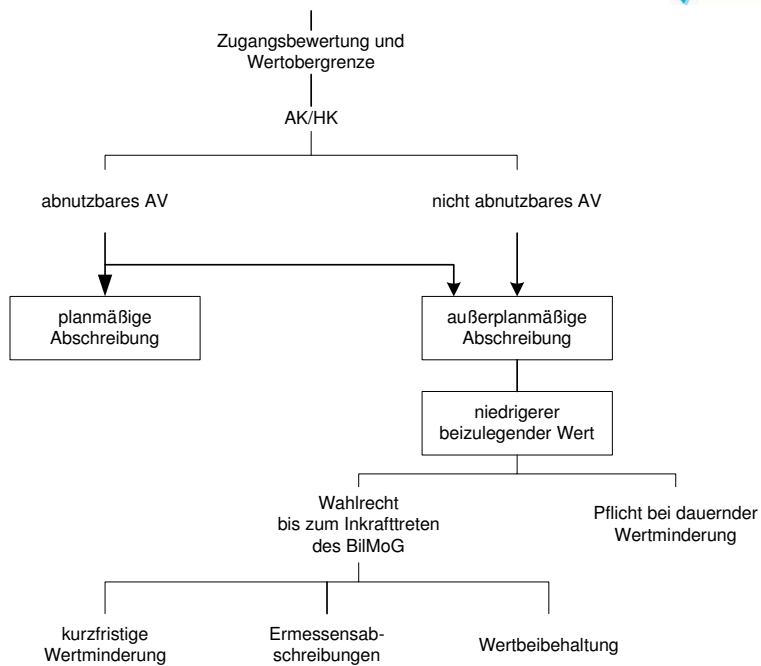 Zugangsbewertung und
Wertobergrenze
AK/HK
abnutzbares AV
nicht abnutzbares AV
planmäßige
Abschreibung
außerplanmäßige
Abschreibung
niedrigerer
beizulegender Wert
Wahlrecht
bis zum Inkrafttreten
des BilMoG
Pflicht bei dauernder
Wertminderung
kurzfristige
Wertminderung
Ermessensab-
schreibungen
Wertbeibehaltung